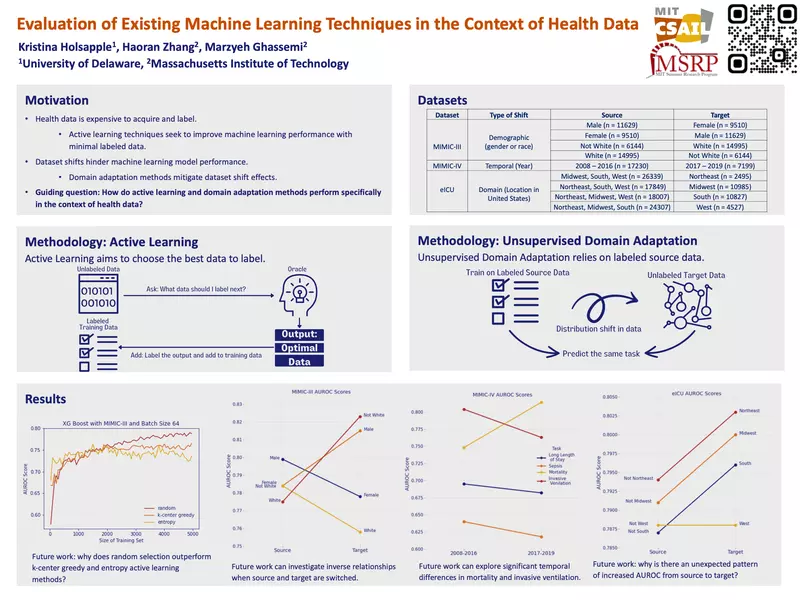 Evaluation of Existing Machine Learning Techniques in the Context of Health Data
Kristina Holsapple1, Haoran Zhang2, Marzyeh Ghassemi2
1University of Delaware, 2Massachusetts Institute of Technology
MIT
CSAIL
MSRP
MIT Summer Research Program
Motivation
• Health data is expensive to acquire and label.
• Active learning techniques seek to improve machine learning performance with
minimal labeled data.
• Dataset shifts hinder machine learning model performance.
• Domain adaptation methods mitigate dataset shift effects.
• Guiding question: How do active learning and domain adaptation methods perform specifically
in the context of health data?
Datasets
Dataset Type of Shift Source Target
MIMIC-III Demographic (gender or race) Male (n = 11629) Female (n = 9510)
Female (n = 9510) Male (n = 11629)
Not White (n = 6144) White (n = 14995)
White (n = 14995) Not White (n = 6144)
MIMIC-IV Temporal (Year) 2008 – 2016 (n = 17230) 2017 – 2019 (n = 7199)
eICU Domain (Location in United States) Midwest, South, West (n = 26339) Northeast (n = 2495)
Northeast, South, West (n = 17849) Midwest (n = 10985)
Northeast, Midwest, West (n = 18007) South (n = 10827)
Northeast, Midwest, South (n = 24307) West (n = 4527)
Methodology: Active Learning
Active Learning aims to choose the best data to label.
Unlabeled Data
Oracle
010101
001010
Ask: What data should I label next?
Labeled
Training Data
Output:
Optimal
Data
Add: Label the output and add to training data
Methodology: Unsupervised Domain Adaptation
Unsupervised Domain Adaptation relies on labeled source data.
Train on Labeled Source Data
Unlabeled Target Data
Distribution shift in data
Predict the same task
Results
XG Boost with MIMIC-III and Batch Size 64
AUROC Score
0.80
0.75
0.70
0.65
0.60
random
k-center greedy
entropy
0 1000 2000 3000 4000 5000
Size of Training Set
Future work: why does random selection outperform
k-center greedy and entropy active learning
methods?
MIMIC-III AUROC Scores
AUROC Score
0.83
0.82
0.81
0.80
0.79
0.78
0.77
0.76
0.75
Not White
Male
Male
Female
Not White
White
Female
White
Source Target
Future work can investigate inverse relationships
when source and target are switched.
MIMIC-IV AUROC Scores
AUROC Score
0.800
0.775
0.750
0.725
0.700
0.675
0.650
0.625
0.600
Task
Long Length
of Stay
Sepsis
Mortality
Invasive
Ventilation
2008-2016 2017-2019
Future work can explore significant temporal
differences in mortality and invasive ventilation.
eICU AUROC Scores
AUROC Score
0.8050
0.8025
0.8000
0.7975
0.7950
0.7925
0.7900
0.7875
0.7850
Northeast
Midwest
South
Not Northeast
Not Midwest
Not West
West
Not South
Source Target
Future work: why is there an unexpected pattern
of increased AUROC from source to target?